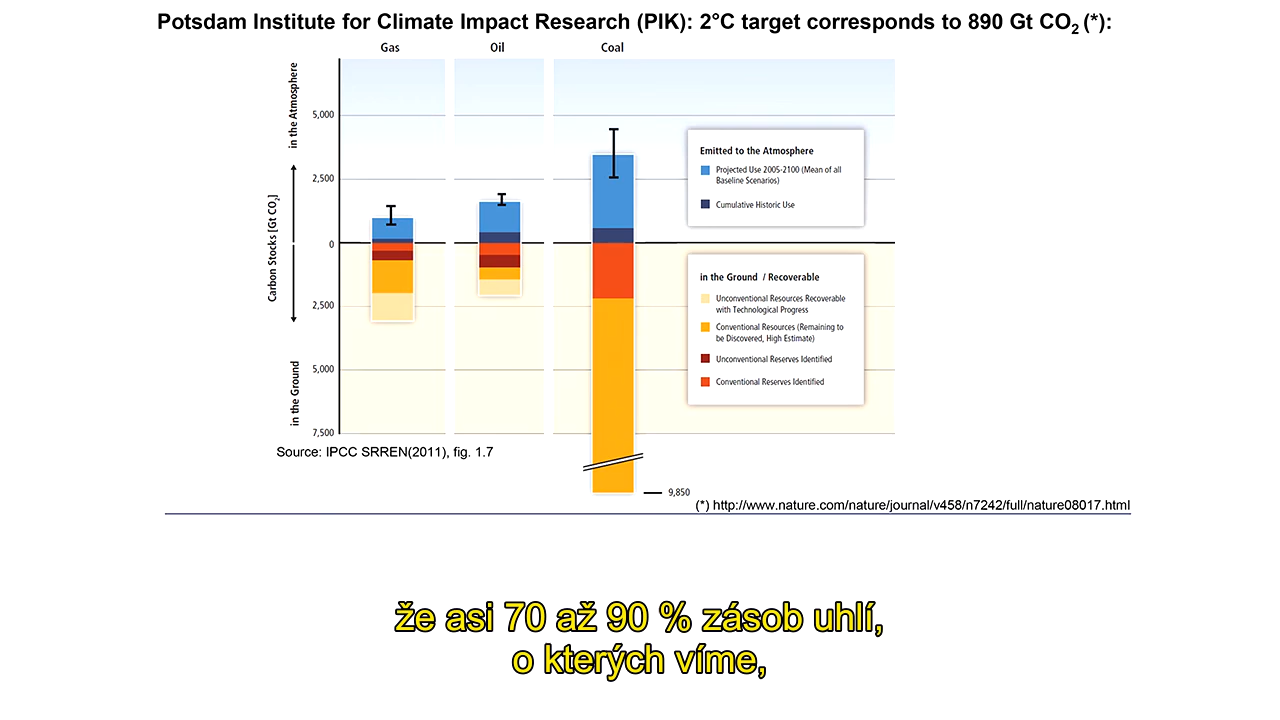 Potsdam Institute for Climate Impact Research (PIK): 2°C target corresponds to 890 Gt CO2 (*):
Gas
Oil
Coal
in the Atmosphere
Carbon Stocks [Gt CO2]
in the Ground
5,000
2,500
0
2,500
5,000
7,500
Emitted to the Atmosphere
Projected Use 2005-2100 (Mean of all
Baseline Scenarios)
Cumulative Historic Use
in the Ground / Recoverable
Unconventional Resources Recoverable
with Technological Progress
Conventional Resources (Remaining to
be Discovered, High Estimate)
Unconventional Reserves Identified
Conventional Reserves Identified
Source: IPCC SRREN(2011), fig. 1.7
9,850
(*) http://www.nature.com/nature/journal/v458/n7242/full/nature08017.html
že asi 70 až 90 % zásob uhlí,
o kterých víme,